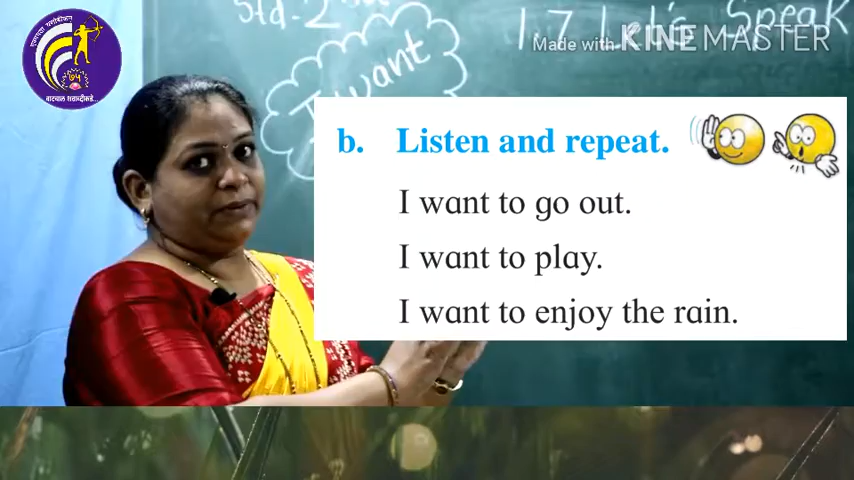 Std-2
1.7 Let's Speak
Made with KINEMASTER
I want
b. Listen and repeat.
I want to go out.
I want to play.
I want to enjoy the rain.
७५